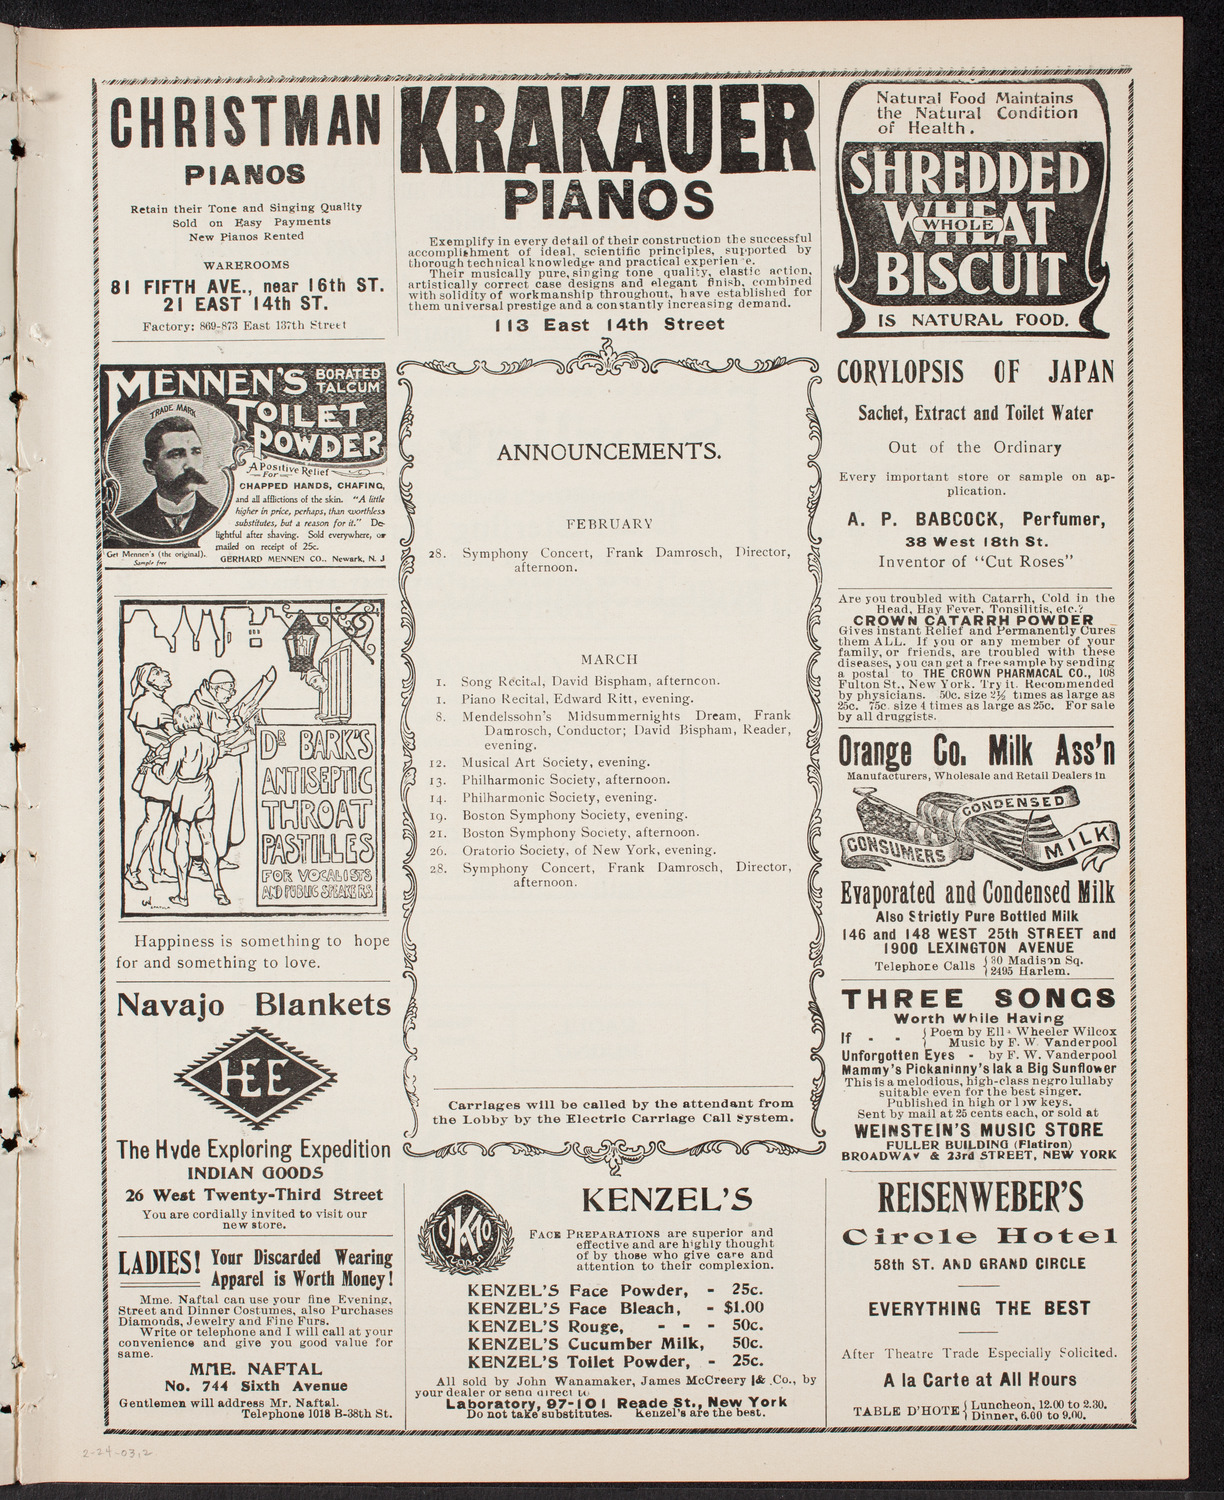 CHRISTMAN
PIANOS
Retain their Tone and Singing Quality
Sold on Easy Payments
New Pianos Rented
WAREROOMS
81 FIFTH AVE., near 16th ST.
21 EAST 14th ST.
Factory: 869-873 East 137th Street
KRAKAUER
PIANOS
Exemplify in every detail of their construction the successful
accomplishment of ideal, scientific principles, supported by
thorough technical knowledge and practical experien e.
Their musically pure, singing tone quality, elastic action,
artistically correct case designs and elegant finish, combined
with solidity of workmanship throughout, have established for
them universal prestige and a constantly increasing demand.
113 East 14th Street
Natural Food Maintains
the Natural Condition
of Health.
SHREDDED
WHEAT
WHOLE
BISCUIT
IS NATURAL FOOD.
MENNEN'S BORATED
TALCUM
TOILET
POWDER
TRADE MARK
A Positive Relief
For
CHAPPED HANDS, CHAFING,
and all afflictions of the skin. "A little
higher in price, perhaps, than worthless
substitutes, but a reason for it." De-
lightful after shaving. Sold everywhere, or
mailed on receipt of 25c.
Get Mennen's (the original).
Sample free
GERHARD MENNEN CO., Newark, N. J
DR BARK'S
ANTISEPTIC
THROAT
PASTILLES
FOR VOCALISTS
AND PUBLIC SPEAKERS
Happiness is something to hope
for and something to love.
Navajo Blankets
HEE
The Hyde Exploring Expedition
INDIAN GOODS
26 West Twenty-Third Street
You are cordially invited to visit our
new store.
LADIES! Your Discarded Wearing
Apparel is Worth Money!
Mme. Naftal can use your fine Evening,
Street and Dinner Costumes, also Purchases
Diamonds, Jewelry and Fine Furs.
Write or telephone and I will call at your
convenience and give you good value for
same.
MME. NAFTAL
No. 744 Sixth Avenue
Gentlemen will address Mr. Naftal.
Telephone 1018 B-38th St.
ANNOUNCEMENTS.
FEBRUARY
28. Symphony Concert, Frank Damrosch, Director,
afternoon.
MARCH
1. Song Recital, David Bispham, afternoon.
1. Piano Recital, Edward Ritt, evening.
8. Mendelssohn's Midsummernights Dream, Frank
Damrosch, Conductor; David Bispham, Reader,
evening.
12. Musical Art Society, evening.
13. Philharmonic Society, afternoon.
14. Philharmonic Society, evening.
19. Boston Symphony Society, evening.
21. Boston Symphony Society, afternoon.
26. Oratorio Society, of New York, evening.
28. Symphony Concert, Frank Damrosch, Director,
afternoon.
Carriages will be called by the attendant from
the Lobby by the Electric Carriage Call System.
KENZEL'S
FACE PREPARATIONS are superior and
effective and are highly thought
of by those who give care and
attention to their complexion.
KENZEL'S Face Powder, - 25c.
KENZEL'S Face Bleach, - $1.00
KENZEL'S Rouge, - - - 50c.
KENZEL'S Cucumber Milk, 50c.
KENZEL'S Toilet Powder, - 25c.
All sold by John Wanamaker, James McCreery & Co., by
your dealer or send direct to
Laboratory, 97-101 Reade St., New York
Do not take substitutes. Kenzel's are the best.
CORYLOPSIS OF JAPAN
Sachet, Extract and Toilet Water
Out of the Ordinary
Every important store or sample on ap-
plication.
A. P. BABCOCK, Perfumer,
38 West 18th St.
Inventor of "Cut Roses"
Are you troubled with Catarrh, Cold in the
Head, Hay Fever, Tonsilitis, etc.?
CROWN CATARRH POWDER
Gives Instant Relief and Permanently Cures
them ALL. If you or any member of your
family, or friends, are troubled with these
diseases, you can get a free sample by sending
a postal to THE CROWN PHARMACAL CO., 108
Fulton St., New York. Try it. Recommended
by physicians. 50c. size 2½ times as large as
25c. 75c. size 4 times as large as 25c. For sale
by all druggists.
Orange Co. Milk Ass'n
Manufacturers, Wholesale and Retail Dealers in
CONDENSED
CONSUMERS
MILK
Evaporated and Condensed Milk
Also Strictly Pure Bottled Milk
146 and 148 WEST 25th STREET and
1900 LEXINGTON AVENUE
Telephone Calls { 30 Madison Sq.
2495 Harlem.
THREE SONGS
Worth While Having
If - - { Poem by Ell Wheeler Wilcox
Music by F. W. Vanderpool
Unforgotten Eyes - by F. W. Vanderpool
Mammy's Pickaninny's lak a Big Sunflower
This is a melodious, high-class negro lullaby
suitable even for the best singer.
Published in high or low keys.
Sent by mail at 25 cents each, or sold at
WEINSTEIN'S MUSIC STORE
FULLER BUILDING (Flatiron)
BROADWAY & 23rd STREET, NEW YORK
REISENWEBER'S
Circle Hotel
58th ST. AND GRAND CIRCLE
EVERYTHING THE BEST
After Theatre Trade Especially Solicited.
A la Carte at All Hours
TABLE D'HOTE { Luncheon, 12.00 to 2.30.
Dinner, 6.00 to 9.00.
2-24-03,2